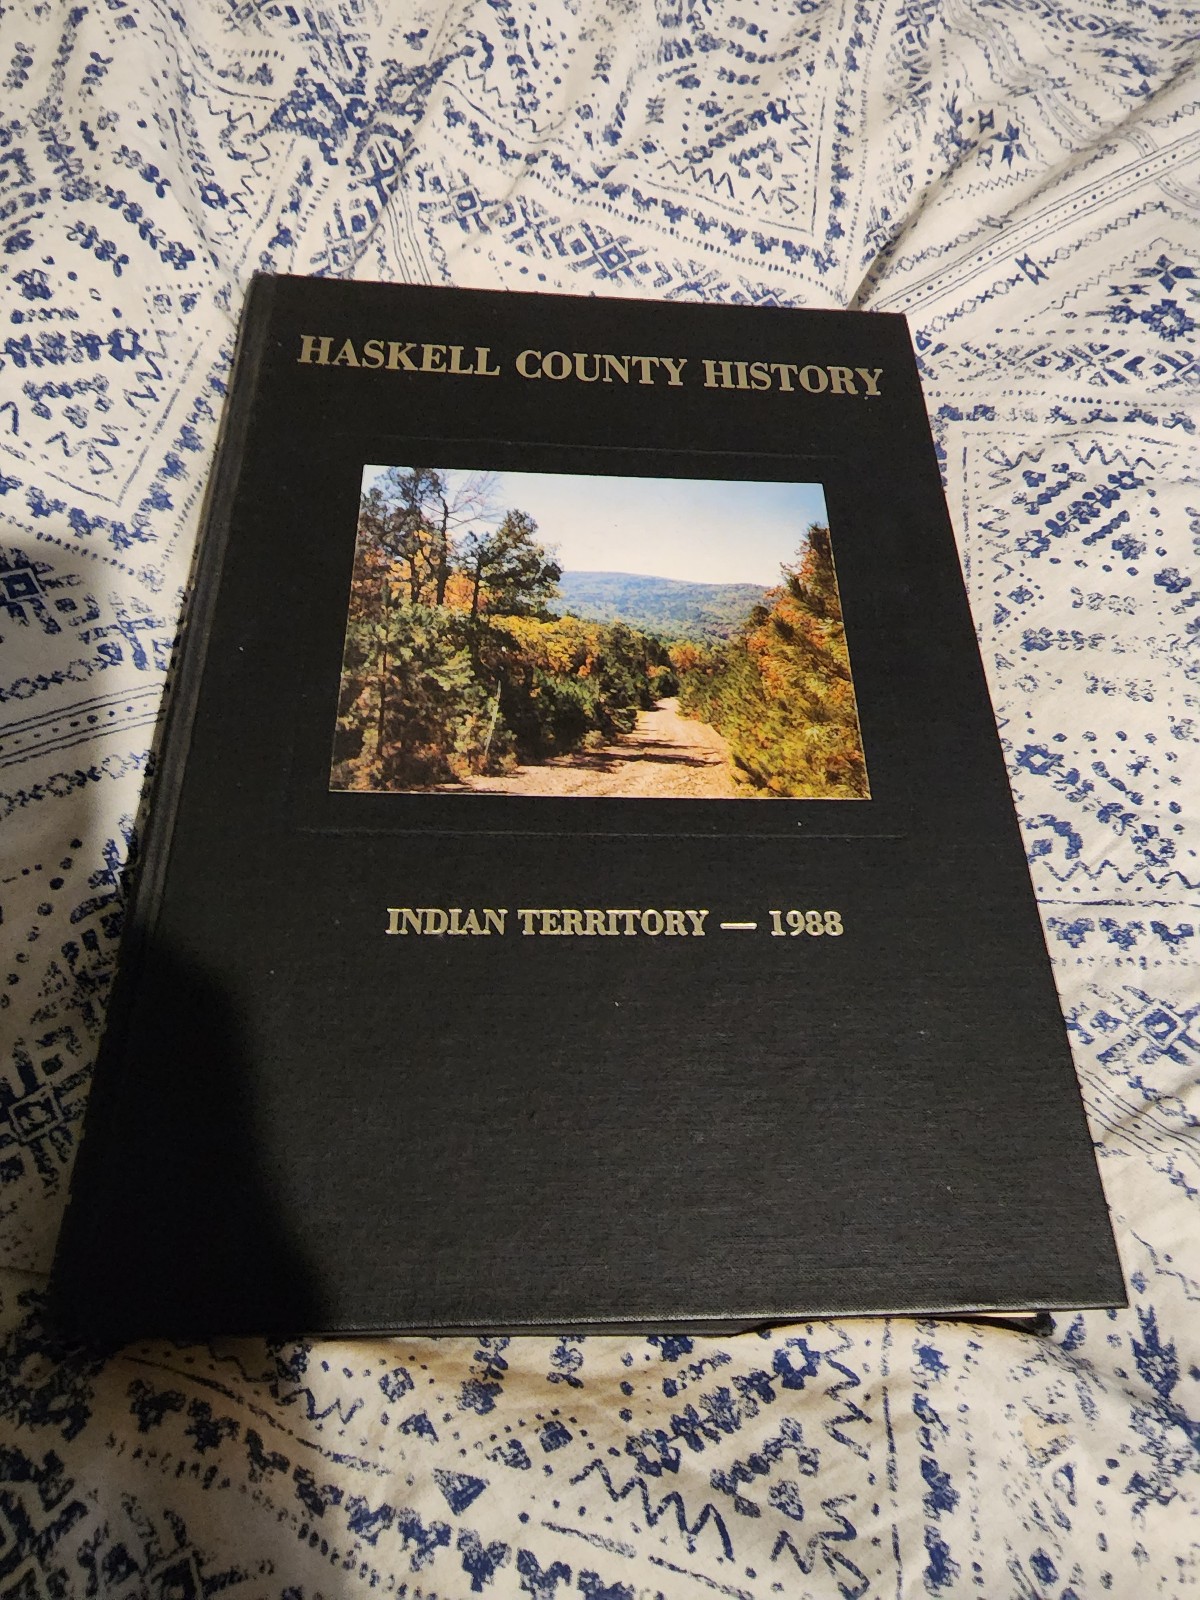 HASKELL COUNTY HISTORY
INDIAN TERRITORY — 1988